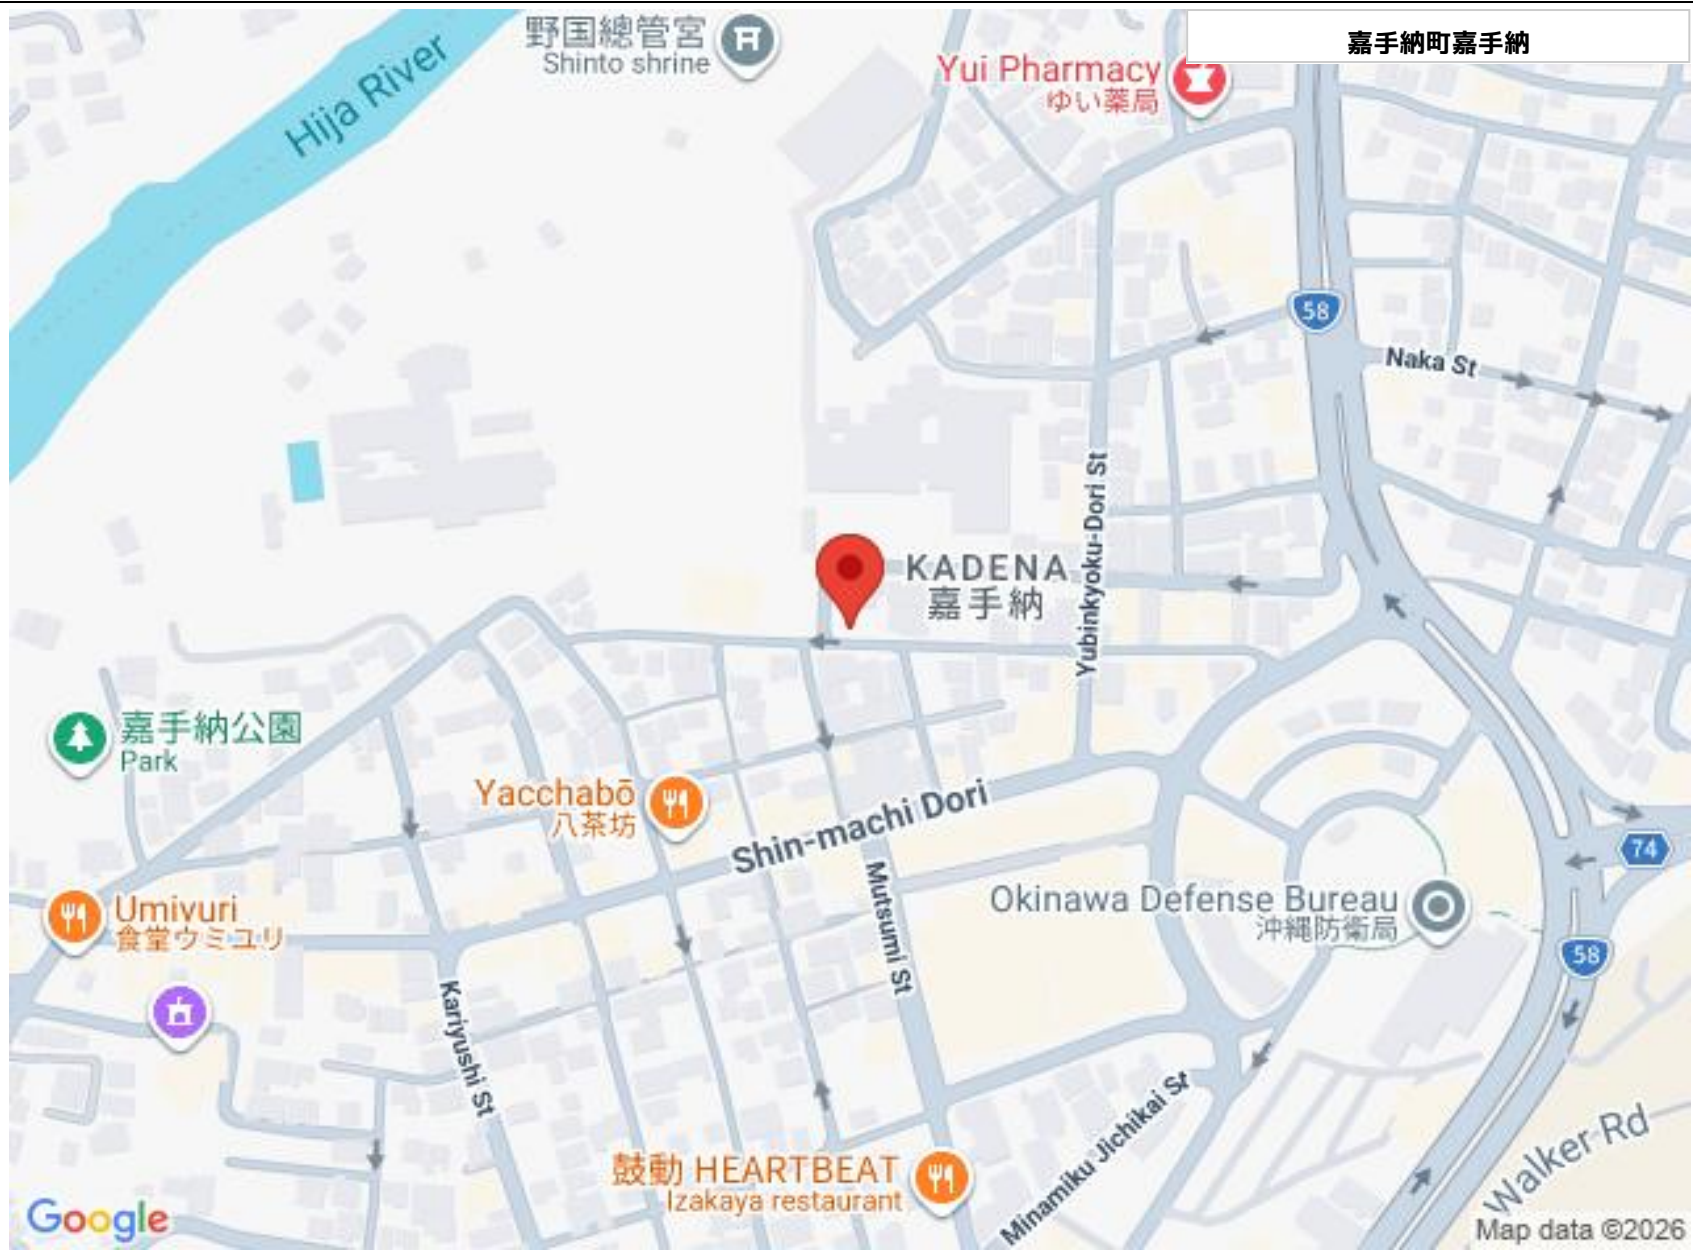 嘉手納町嘉手納
野国總管宮
Shinto shrine
Hija River
Yui Pharmacy
ゆい薬局
58
Naka St
Yubinkyoku-Dori St
KADENA
嘉手納
嘉手納公園
Park
Yacchabō
八茶坊
Shin-machi Dori
74
Umiyuri
食堂ウミユリ
Mutsumi St
Okinawa Defense Bureau
沖縄防衛局
58
Kariyushi St
Minamiku Jichikai St
Walker Rd
鼓動 HEARTBEAT
Izakaya restaurant
Google
Map data ©2026